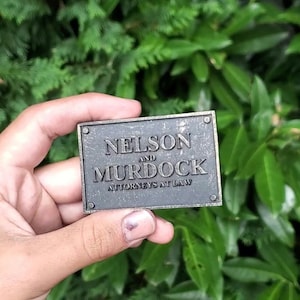 NELSON
AND
MURDOCK
ATTORNEYS AT LAW